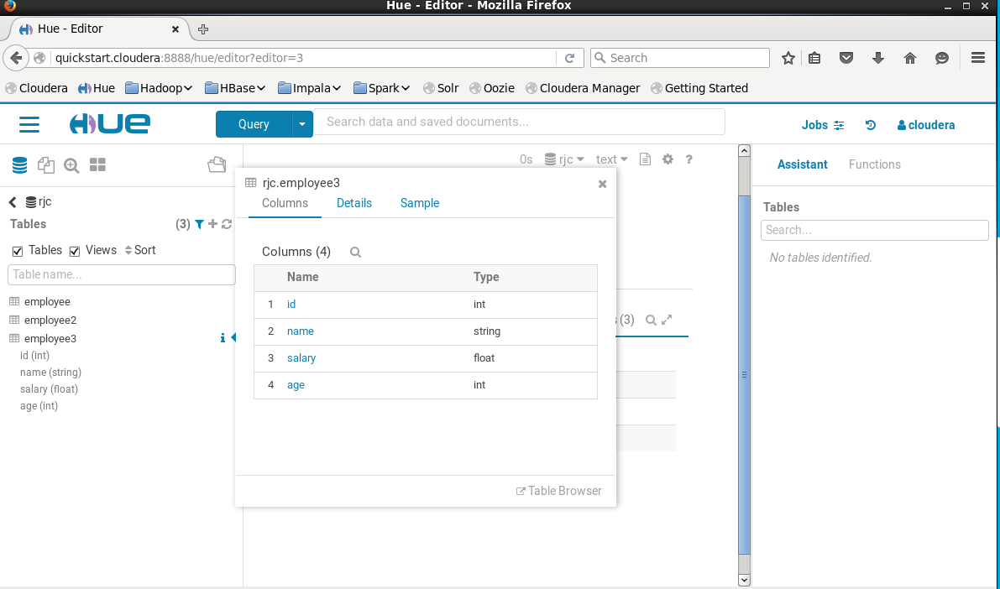 Hue - Editor - Mozilla Firefox
Hue - Editor
quickstart.cloudera:8888/hue/editor?editor=3
Search
Cloudera Hue Hadoop HBase Impala Spark Solr Oozie Cloudera Manager Getting Started
HUE Query Search data and saved documents... Jobs cloudera
0s rjc text ?
Assistant Functions
rjc
Tables (3)
Tables Views Sort
Table name...
employee
employee2
employee3
id (int)
name (string)
salary (float)
age (int)
rjc.employee3
Columns Details Sample
Columns (4)
Name Type
1 id int
2 name string
3 salary float
4 age int
Table Browser
(3)
Tables
Search...
No tables identified.